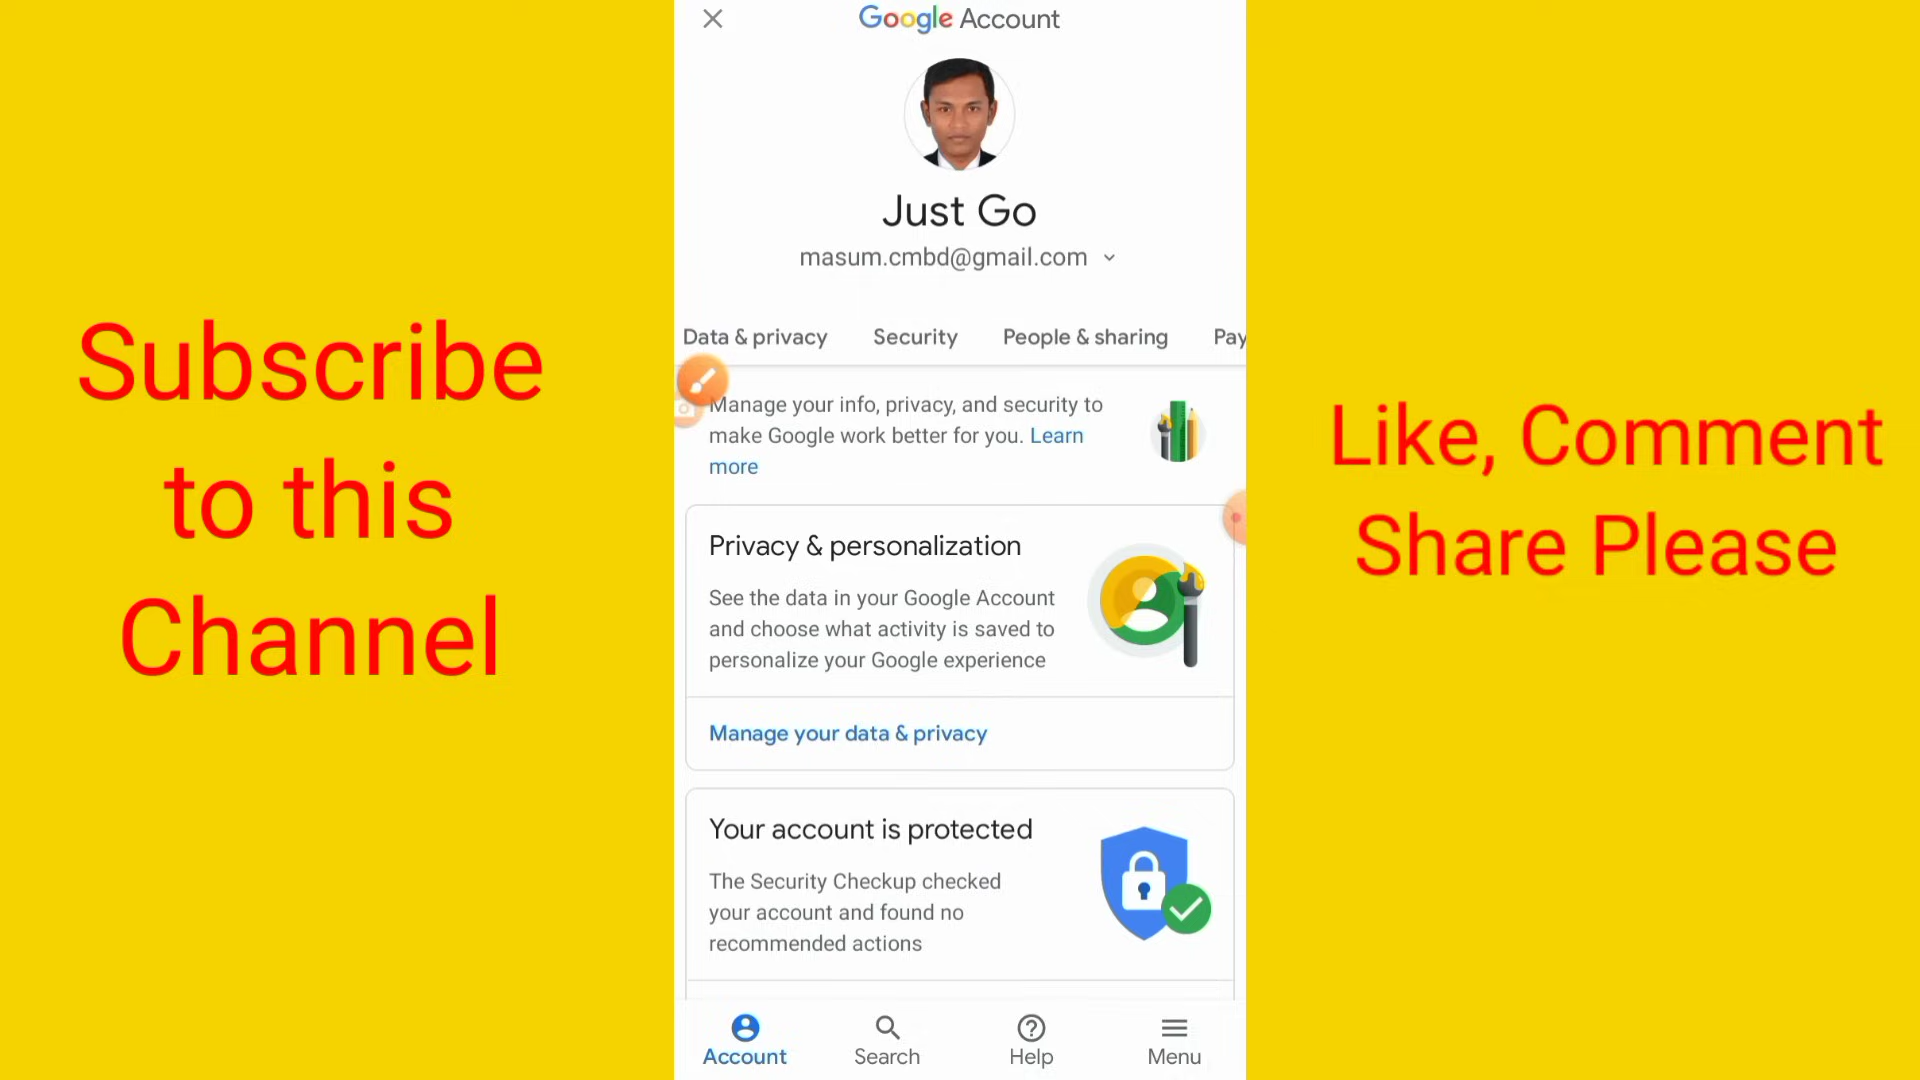 Subscribe
to this
Channel
Google Account
Just Go
masum.cmbd@gmail.com
Data & privacy Security People & sharing Pay
Manage your info, privacy, and security to
make Google work better for you. Learn
more
Privacy & personalization
See the data in your Google Account
and choose what activity is saved to
personalize your Google experience
Manage your data & privacy
Your account is protected
The Security Checkup checked
your account and found no
recommended actions
Account Search Help Menu
Like, Comment
Share Please